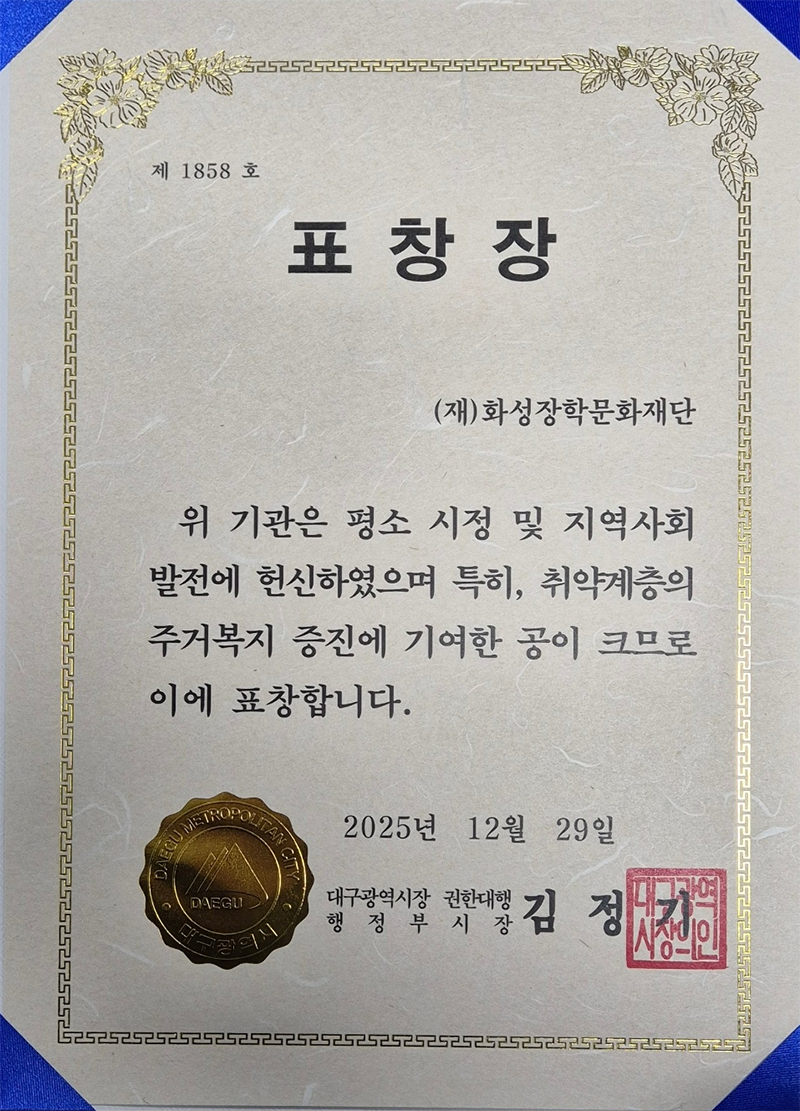 제 1858 호
표창장
(재)화성장학문화재단
위 기관은 평소 시정 및 지역사회
발전에 헌신하였으며 특히, 취약계층의
주거복지 증진에 기여한 공이 크므로
이에 표창합니다.
2025년 12월 29일
대구광역시장 권한대행
행정부시장 김정기
대구광역
시장의인
DAEGU METROPOLITAN CITY
DAEGU
대구광역시